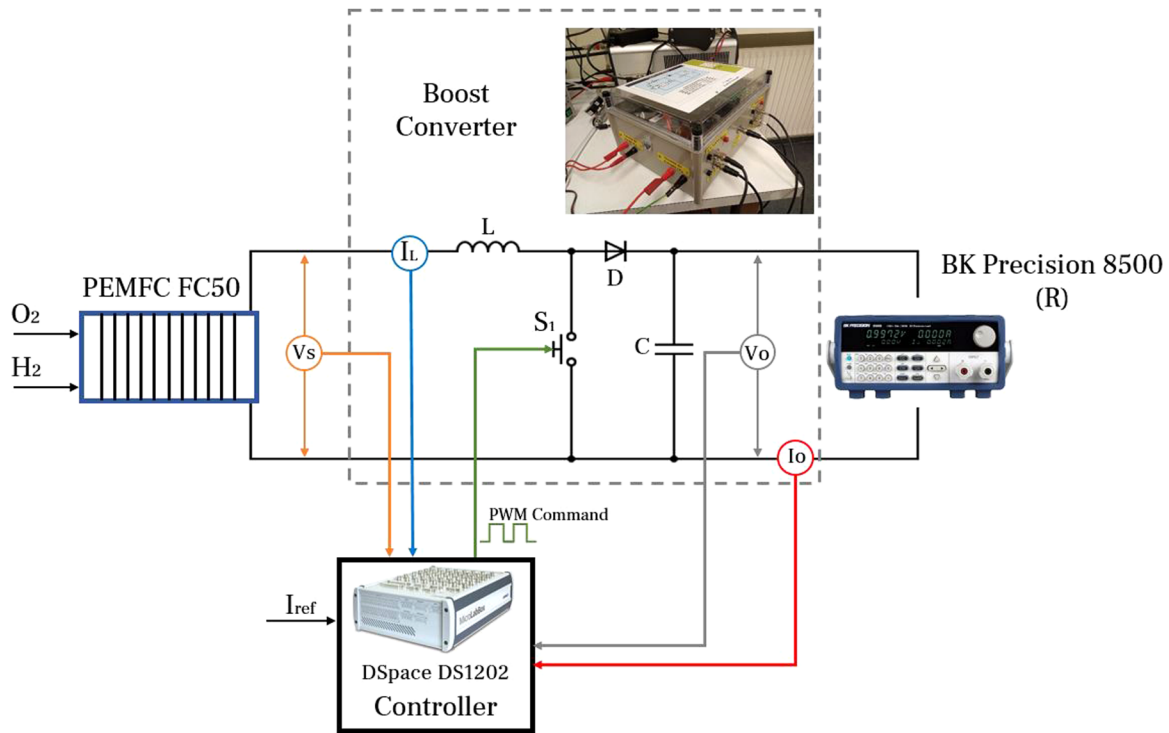 Boost
Converter
L
IL
D
PEMFC FC50
BK Precision 8500
(R)
O2
H2
Vs
S1
C
Vo
Io
PWM Command
Iref
MicroLabBox
DSpace DS1202
Controller